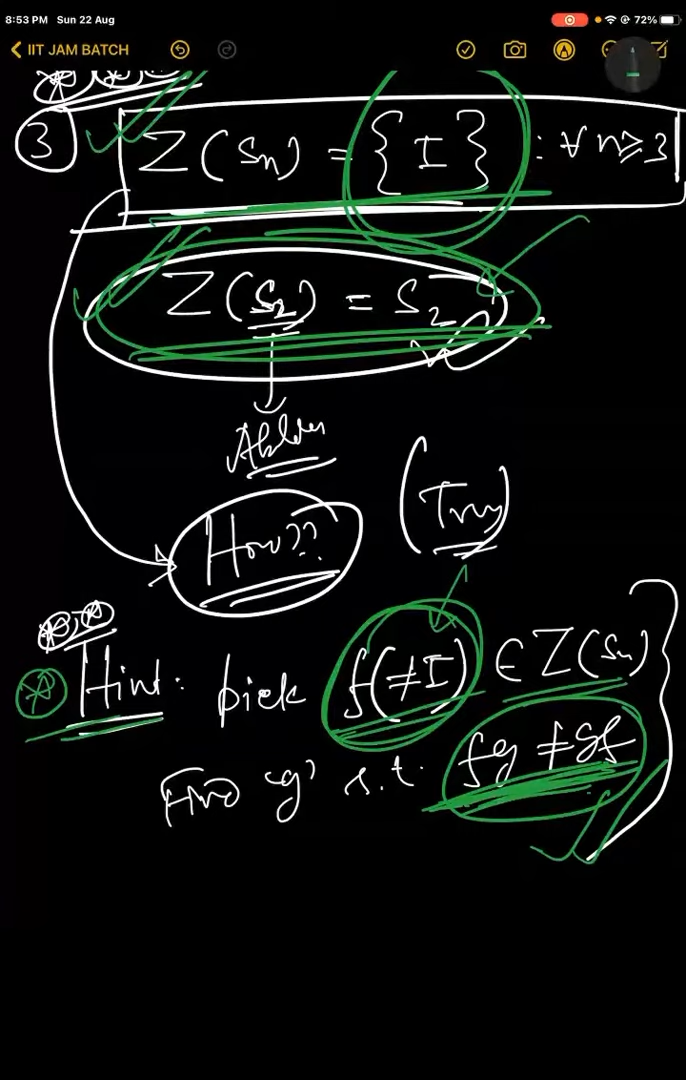 8:53 PM Sun 22 Aug 72%
IIT JAM BATCH
3 Z(Sn) = {I} : ∀ n≥3
Z(S2) = S2
How??
(Try)
Hint: pick f(≠I) ∈ Z(Sn)
Find 'g' s.t. fg ≠ gf